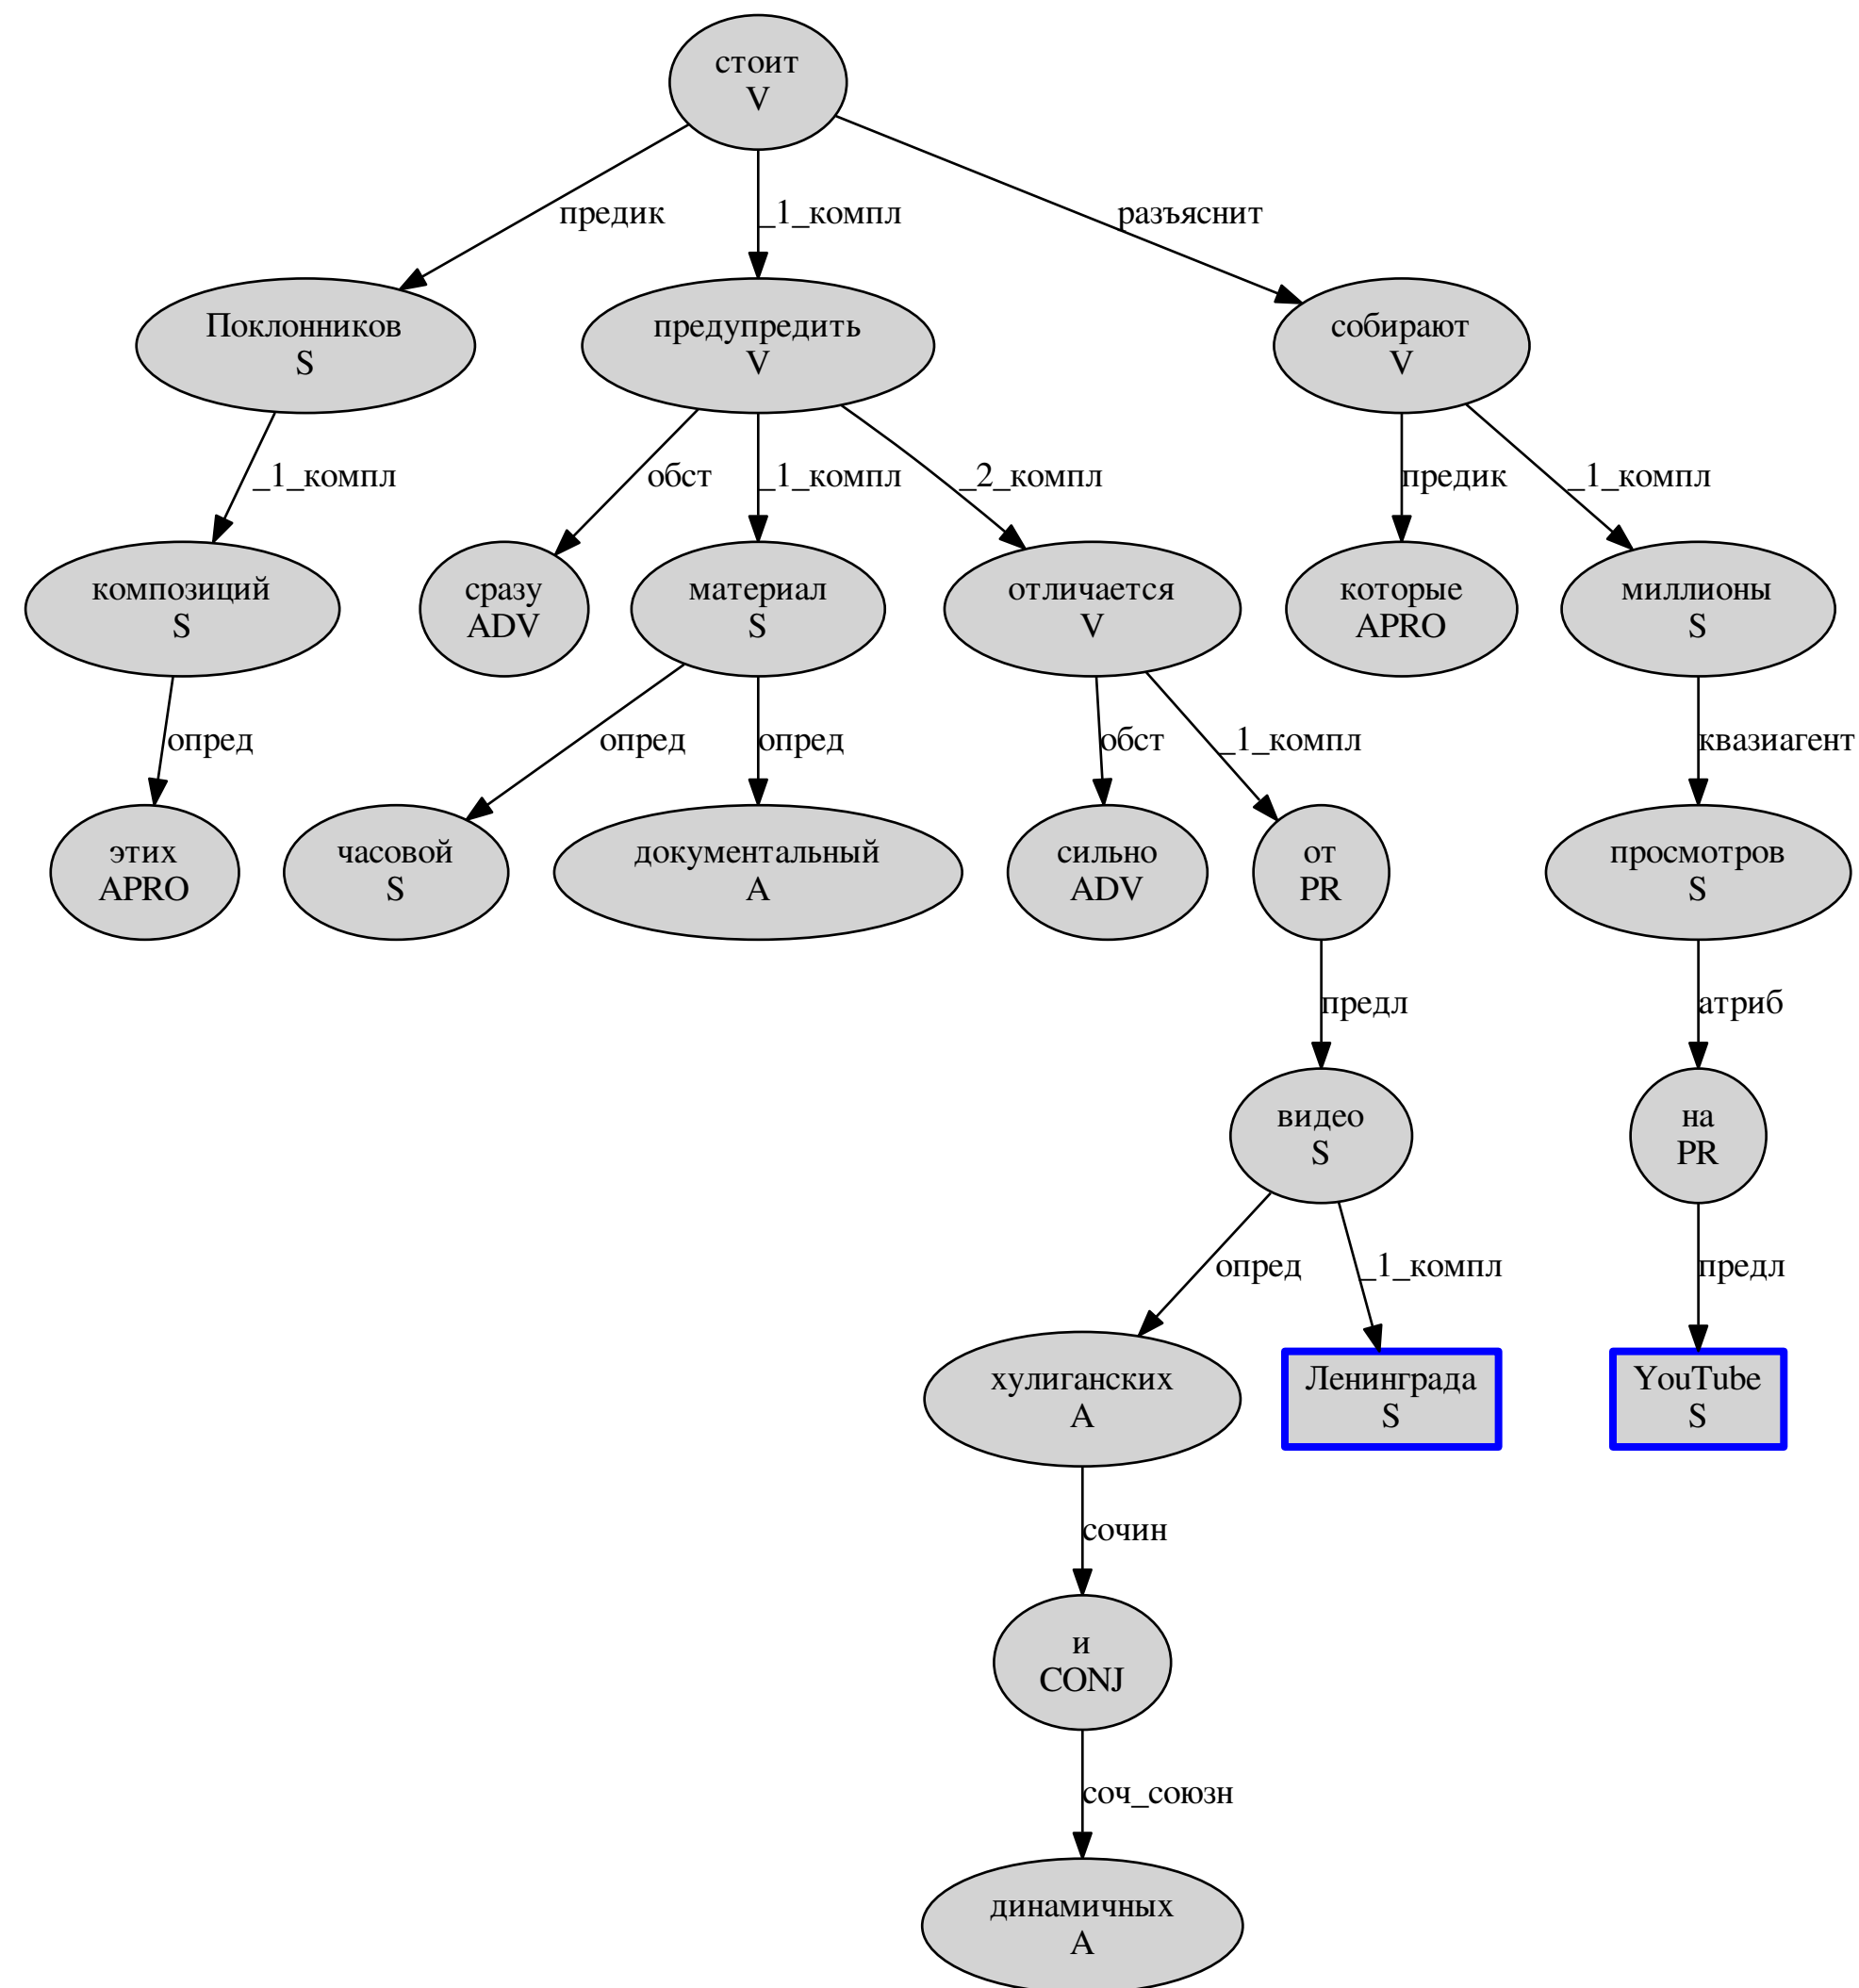 стоит
V
предик
_1_компл
разъяснит
Поклонников
S
предупредить
V
собирают
V
_1_компл
обст
_1_компл
_2_компл
предик
_1_компл
композиций
S
сразу
ADV
материал
S
отличается
V
которые
APRO
миллионы
S
опред
опред
опред
обст
_1_компл
квазиагент
этих
APRO
часовой
S
документальный
A
сильно
ADV
от
PR
просмотров
S
предл
атриб
видео
S
на
PR
опред
_1_компл
предл
хулиганских
A
Ленинграда
S
YouTube
S
сочин
и
CONJ
соч_союзн
динамичных
A